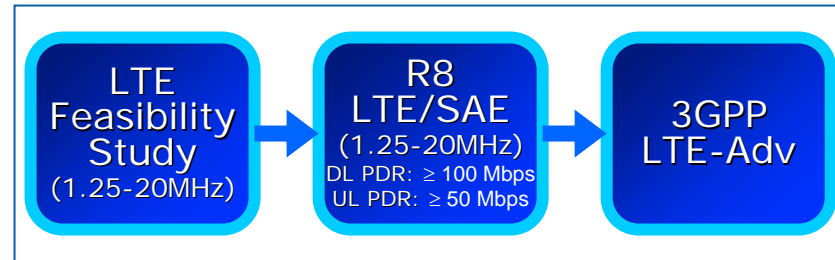 LTE
Feasibility
Study
(1.25-20MHz)
R8
LTE/SAE
(1.25-20MHz)
DL PDR: ≥ 100 Mbps
UL PDR: ≥ 50 Mbps
3GPP
LTE-Adv